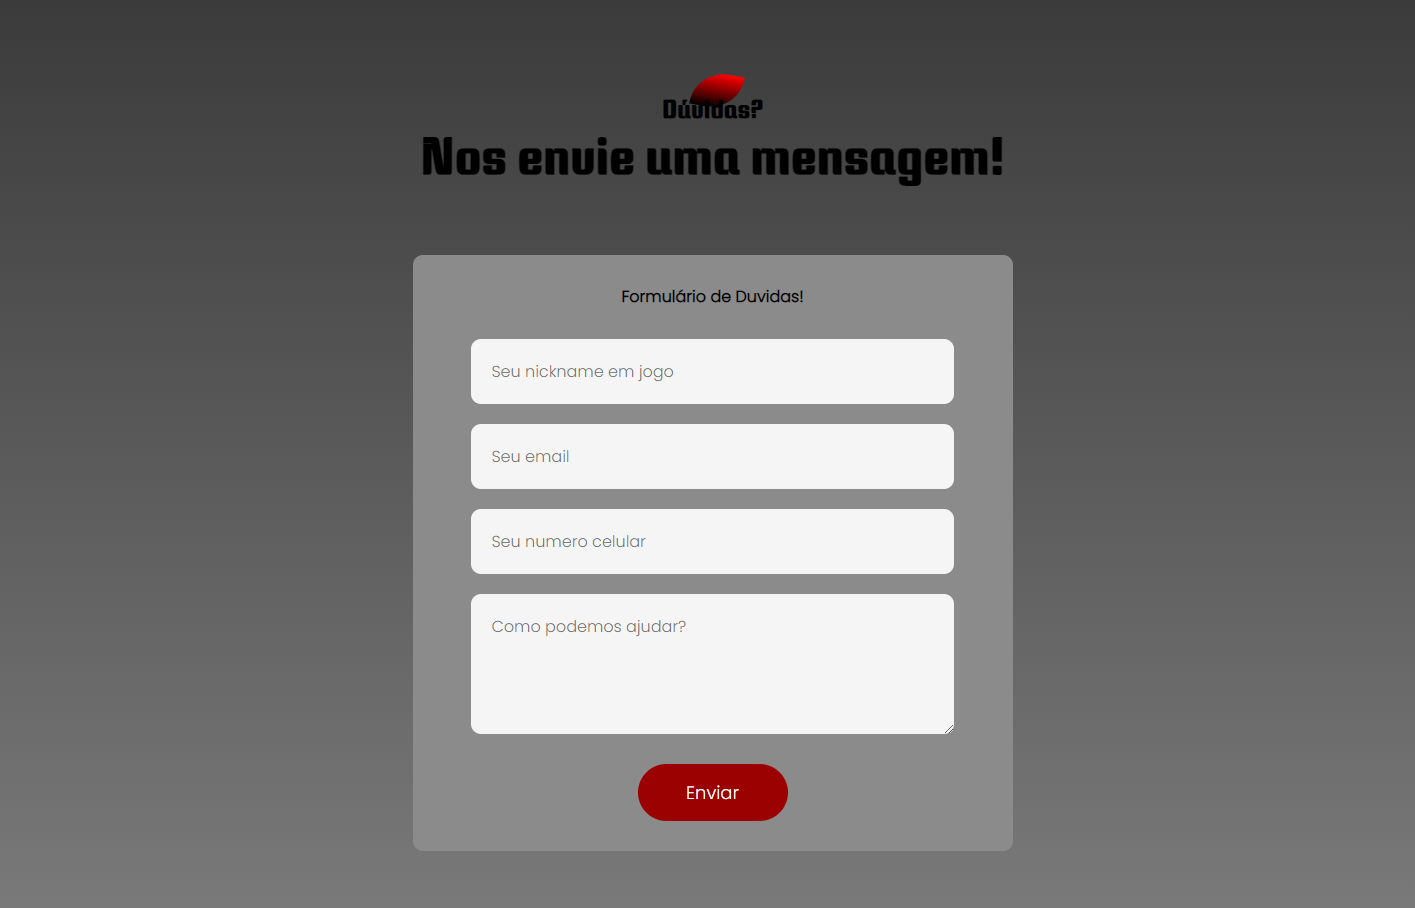 Dúvidas?
Nos envie uma mensagem!
Formulário de Duvidas!
Seu nickname em jogo
Seu email
Seu numero celular
Como podemos ajudar?
Enviar